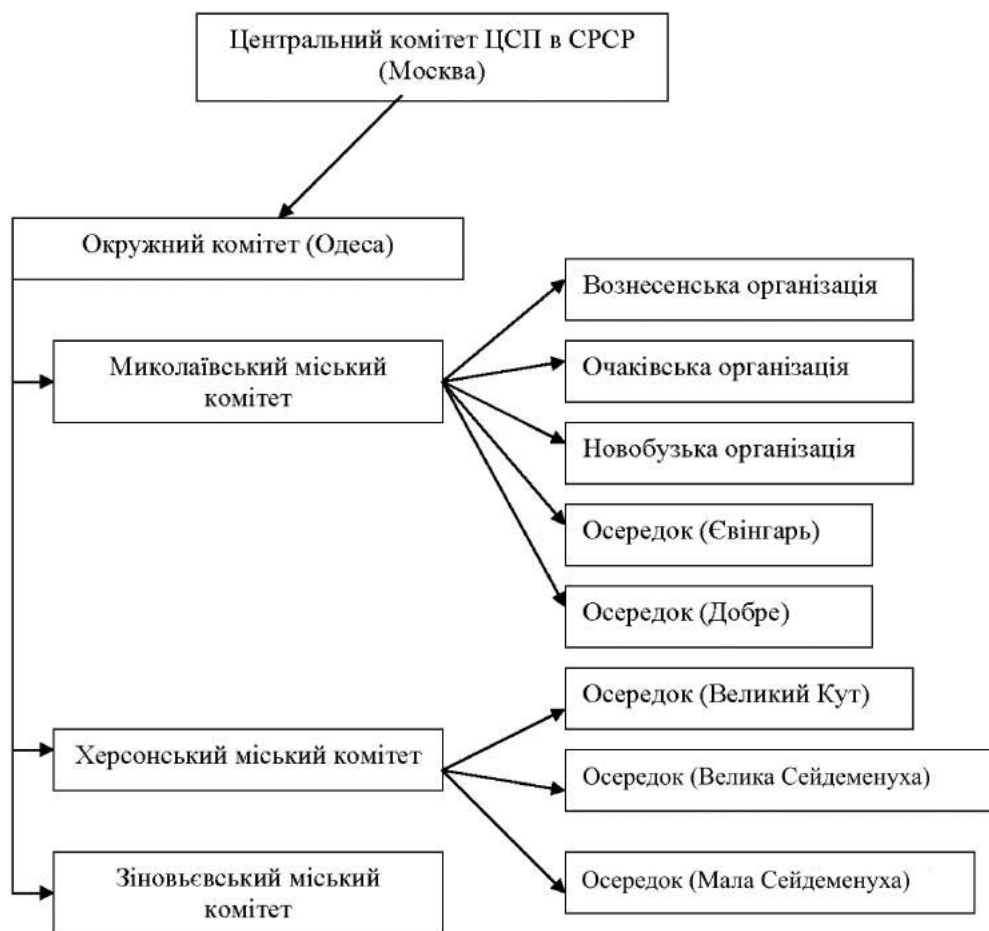 Центральний комітет ЦСП в СРСР
(Москва)
Окружний комітет (Одеса)
Миколаївський міський
комітет
Вознесенська організація
Очаківська організація
Новобузька організація
Осередок (Євінгарь)
Осередок (Добре)
Херсонський міський комітет
Осередок (Великий Кут)
Осередок (Велика Сейдеменуха)
Осередок (Мала Сейдеменуха)
Зіновьєвський міський
комітет